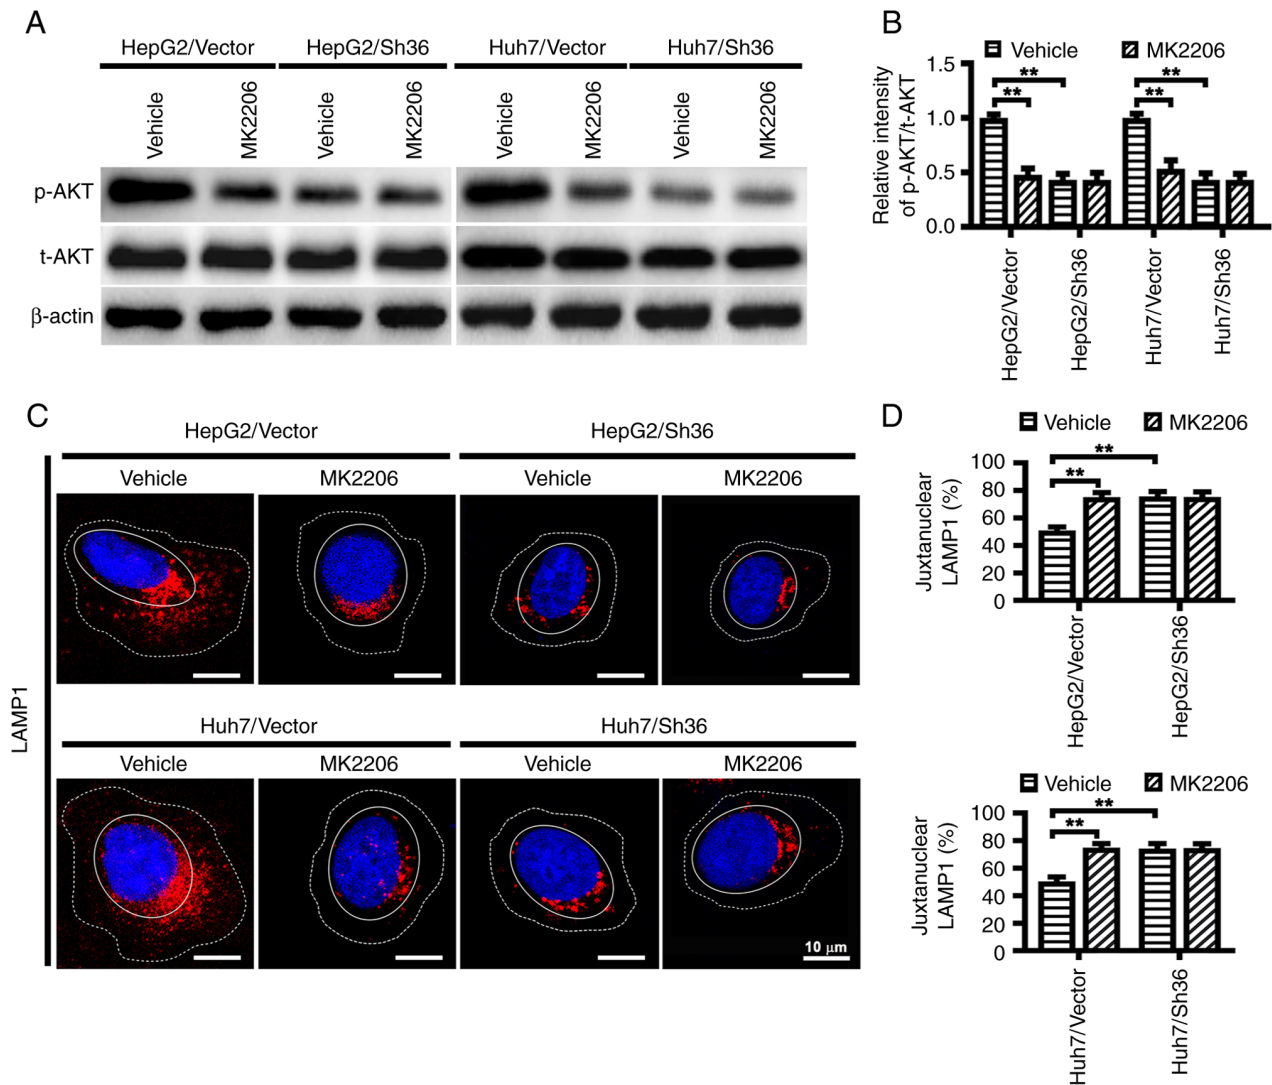 A
HepG2/Vector HepG2/Sh36 Huh7/Vector Huh7/Sh36
Vehicle MK2206 Vehicle MK2206 Vehicle MK2206 Vehicle MK2206
p-AKT
t-AKT
β-actin
B
Vehicle MK2206
Relative intensity
of p-AKT/t-AKT
1.5
1.0
0.5
0.0
** ** ** **
HepG2/Vector HepG2/Sh36 Huh7/Vector Huh7/Sh36
C
LAMP1
HepG2/Vector HepG2/Sh36
Vehicle MK2206 Vehicle MK2206
Huh7/Vector Huh7/Sh36
Vehicle MK2206 Vehicle MK2206
10 μm
D
Vehicle MK2206
Juxtanuclear
LAMP1 (%)
100
80
60
40
20
0
** **
HepG2/Vector HepG2/Sh36
Vehicle MK2206
Juxtanuclear
LAMP1 (%)
100
80
60
40
20
0
** **
Huh7/Vector Huh7/Sh36